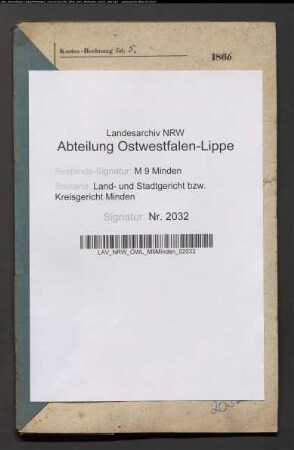 Kosten-Rechnung fol: 5.
1866
Landesarchiv NRW
Abteilung Ostwestfalen-Lippe
Bestands-Signatur: M 9 Minden
Bestand: Land- und Stadtgericht bzw.
Kreisgericht Minden
Signatur: Nr. 2032
LAV_NRW_OWL_M9Minden_02032